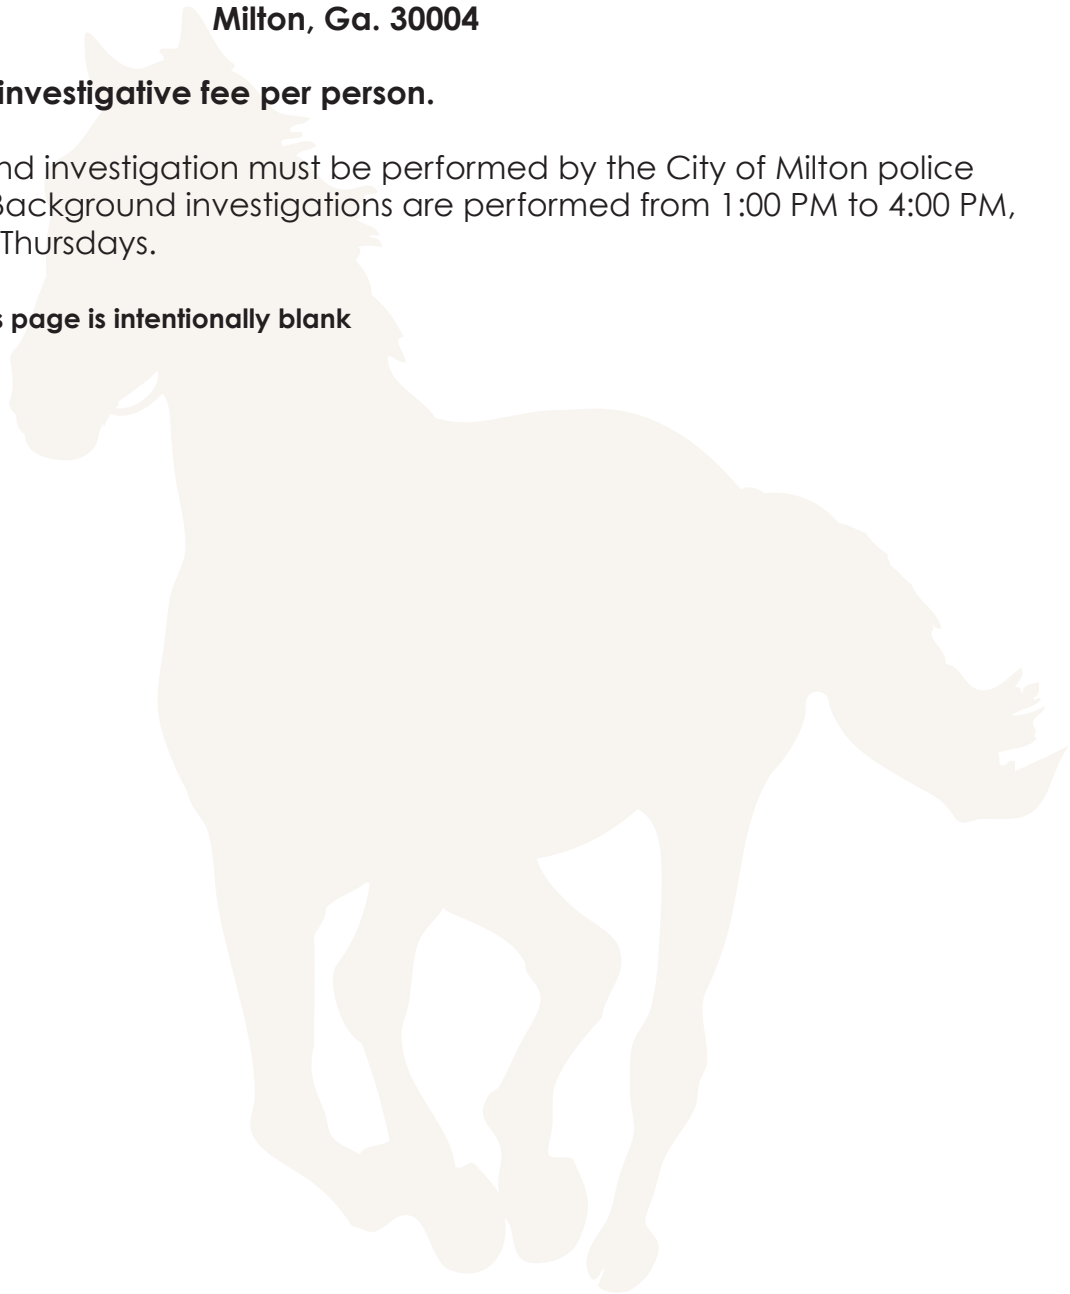 Milton, Ga. 30004
investigative fee per person.
nd investigation must be performed by the City of Milton police
Background investigations are performed from 1:00 PM to 4:00 PM,
Thursdays.
s page is intentionally blank